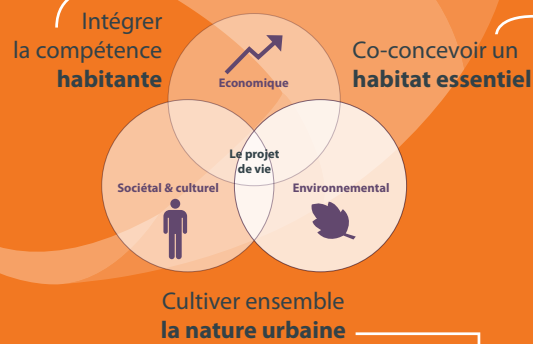 Intégrer
la compétence
habitante
Co-concevoir un
habitat essentiel
Economique
Le projet
de vie
Sociétal & culturel
Environnemental
Cultiver ensemble
la nature urbaine